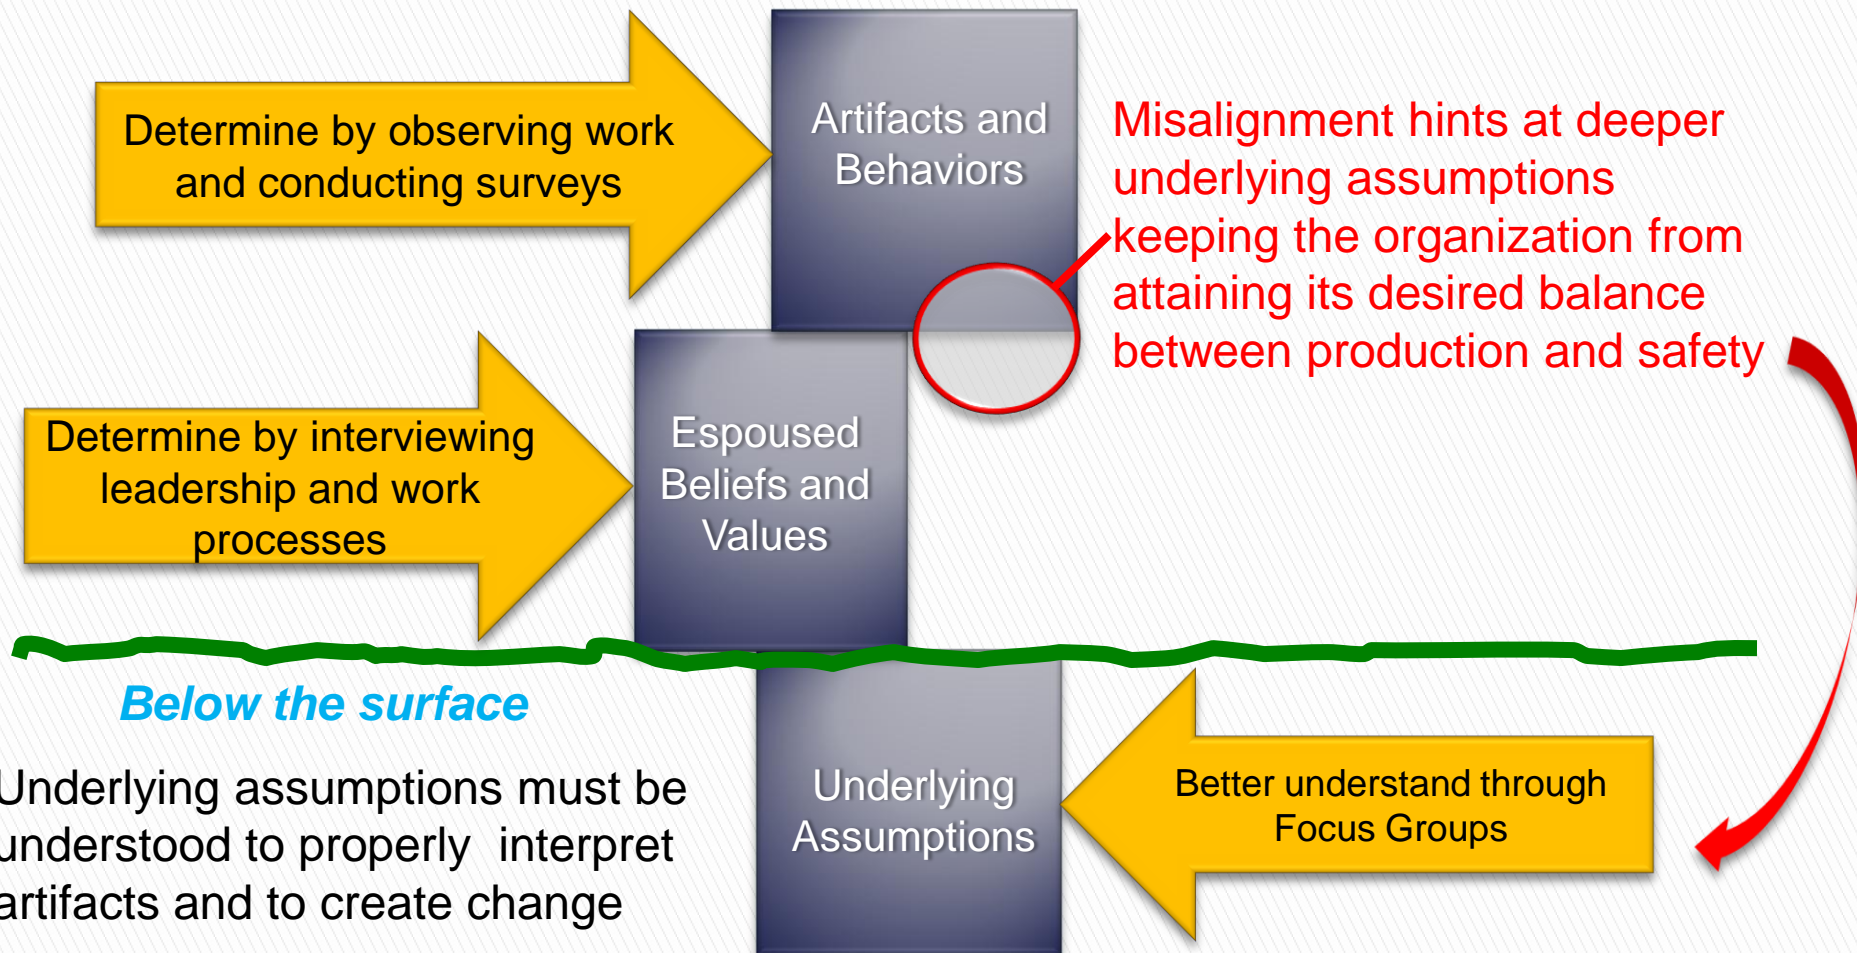 Determine by observing work
and conducting surveys
Artifacts and
Behaviors
Misalignment hints at deeper
underlying assumptions
keeping the organization from
attaining its desired balance
between production and safety
Determine by interviewing
leadership and work
processes
Espoused
Beliefs and
Values
Below the surface
Underlying assumptions must be
understood to properly  interpret
artifacts and to create change
Underlying
Assumptions
Better understand through
Focus Groups